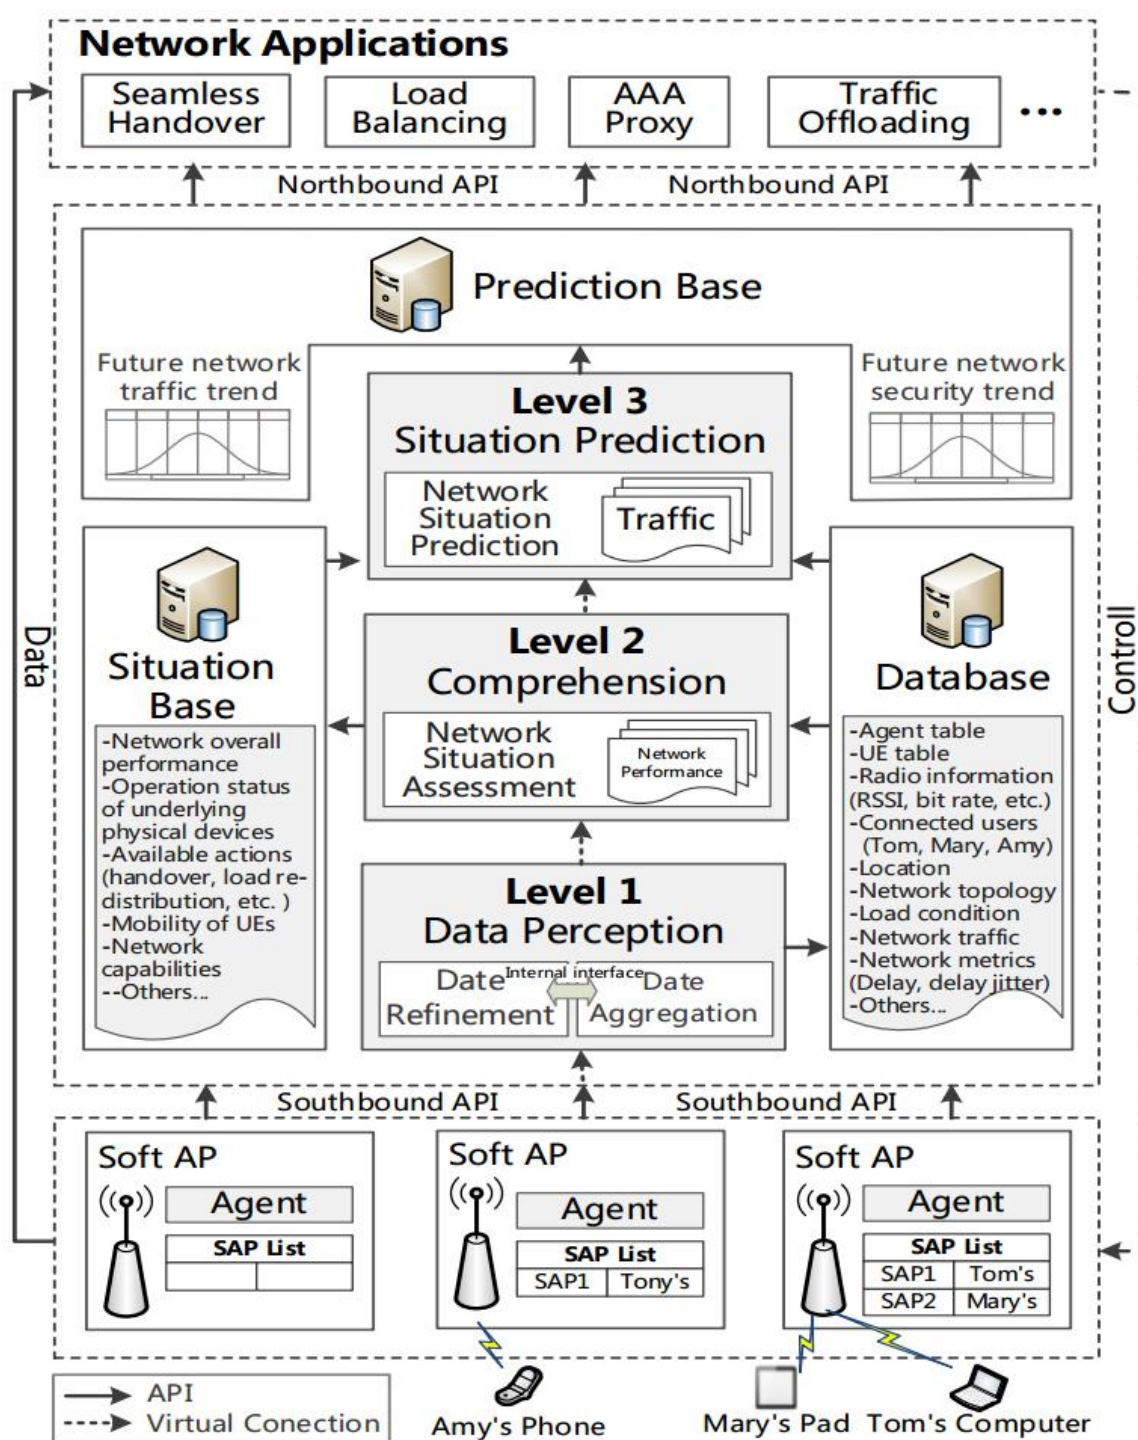 Network Applications
Seamless
Handover
Load
Balancing
AAA
Proxy
Traffic
Offloading
...
Northbound API
Northbound API
Prediction Base
Future network
traffic trend
Future network
security trend
Level 3
Situation Prediction
Network
Situation
Prediction
Traffic
Situation
Base
-Network overall
performance
-Operation status
of underlying
physical devices
-Available actions
(handover, load re-
distribution, etc. )
-Mobility of UEs
-Network
capabilities
--Others...
Level 2
Comprehension
Network
Situation
Assessment
Network
Performance
Level 1
Data Perception
Date
Refinement
Internal interface
Date
Aggregation
Database
-Agent table
-UE table
-Radio information
(RSSI, bit rate, etc.)
-Connected users
(Tom, Mary, Amy)
-Location
-Network topology
-Load condition
-Network traffic
-Network metrics
(Delay, delay jitter)
-Others...
Data
Controll
Southbound API
Southbound API
Soft AP
Agent
SAP List
Soft AP
Agent
SAP List
SAP1 Tony's
Soft AP
Agent
SAP List
SAP1 Tom's
SAP2 Mary's
API
Virtual Conection
Amy's Phone
Mary's Pad
Tom's Computer